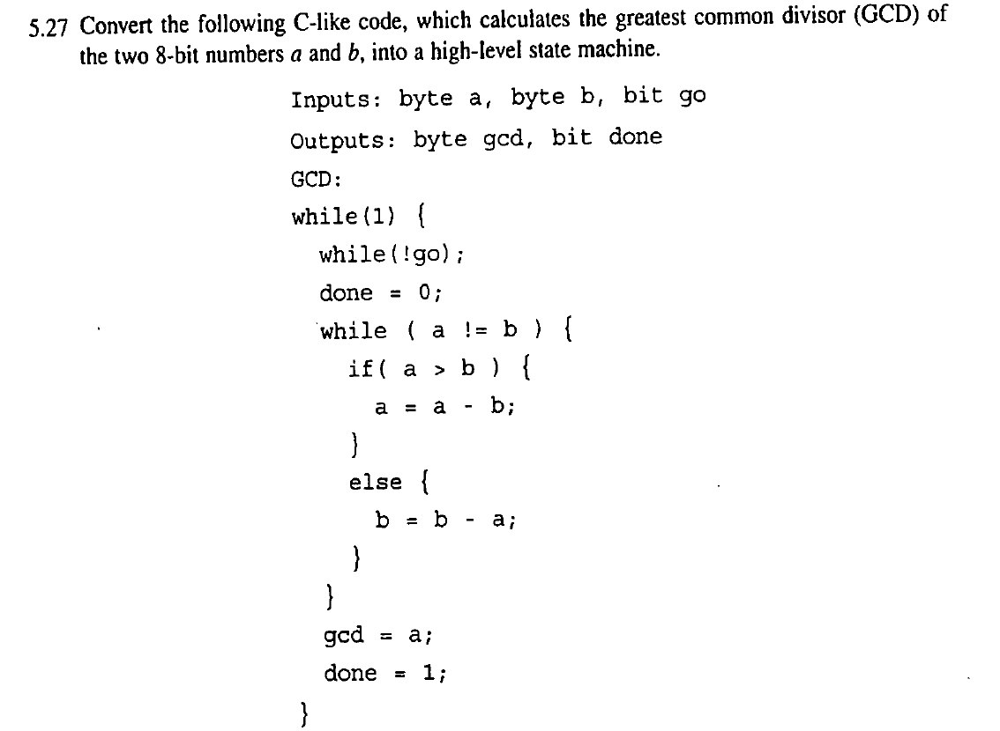 5.27 Convert the following C-like code, which calculates the greatest common divisor (GCD) of
the two 8-bit numbers a and b, into a high-level state machine.
Inputs: byte a, byte b, bit go
Outputs: byte gcd, bit done
GCD:
while(1) {
while(!go);
done = 0;
while ( a != b ) {
if( a > b ) {
a = a - b;
}
else {
b = b - a;
}
}
gcd = a;
done = 1;
}